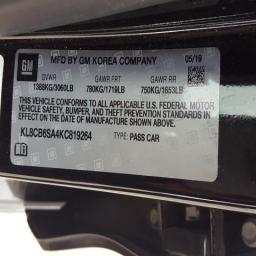 GM
MFD BY GM KOREA COMPANY
05/19
GVWR GAWR FRT GAWR RR
1388KG/3060LB 780KG/1719LB 750KG/1653LB
THIS VEHICLE CONFORMS TO ALL APPLICABLE U.S. FEDERAL MOTOR
VEHICLE SAFETY, BUMPER, AND THEFT PREVENTION STANDARDS IN
EFFECT ON THE DATE OF MANUFACTURE SHOWN ABOVE.
KL8CB6SA4KC819264
TYPE: PASS CAR